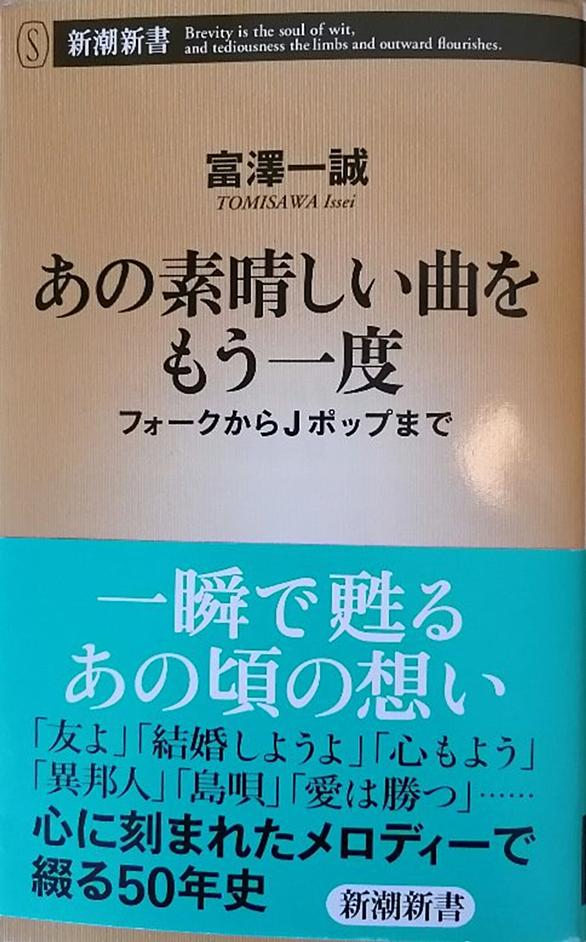 S
新潮新書
Brevity is the soul of wit,
and tediousness the limbs and outward flourishes.
富澤一誠
TOMISAWA Issei
あの素晴しい曲を
もう一度
フォークからJポップまで
一瞬で甦る
あの頃の想い
「友よ」「結婚しようよ」「心もよう」
「異邦人」「島唄」「愛は勝つ」……
心に刻まれたメロディーで
綴る50年史
新潮新書